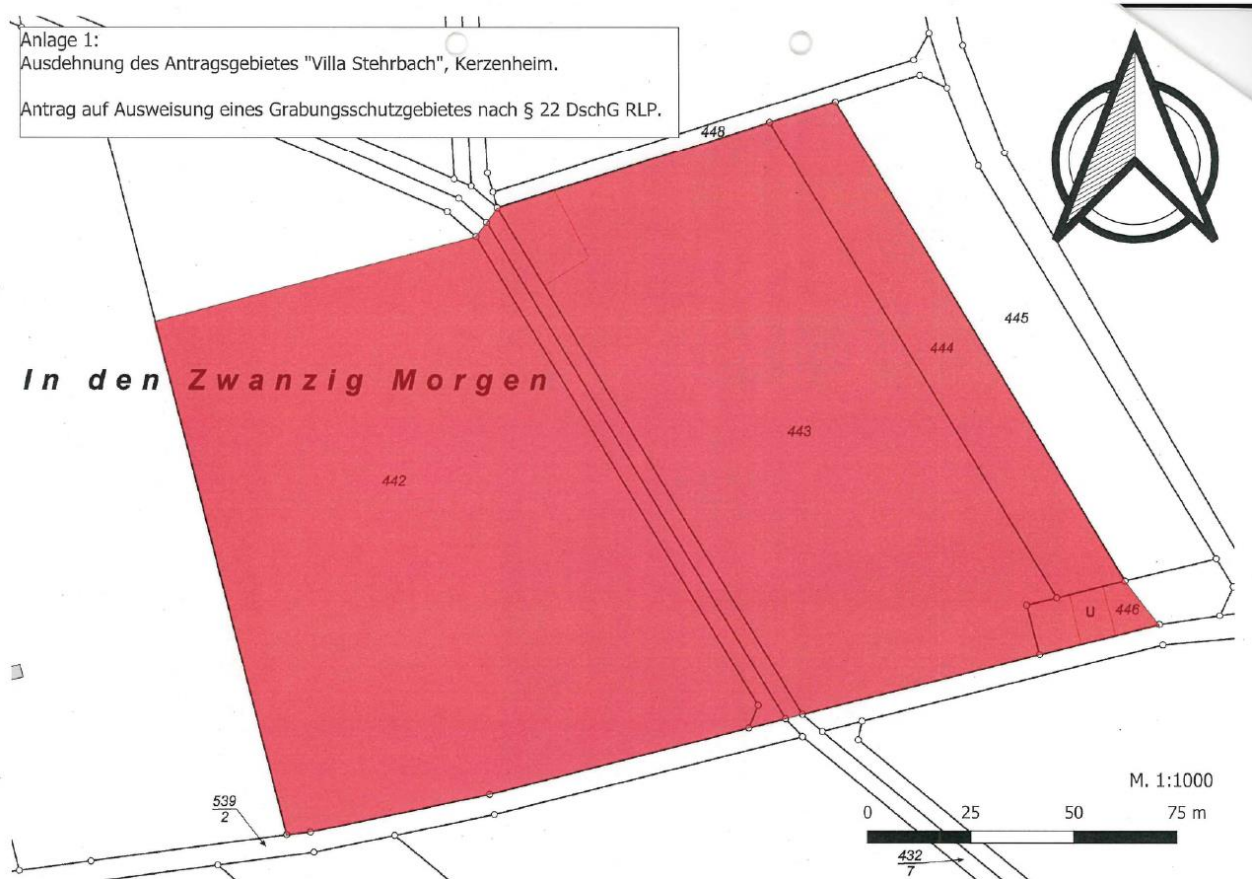 Anlage 1:
Ausdehnung des Antragsgebietes "Villa Stehrbach", Kerzenheim.
Antrag auf Ausweisung eines Grabungsschutzgebietes nach § 22 DschG RLP.
448
445
444
In den Zwanzig Morgen
443
442
U 446
M. 1:1000
539
2
0 25 50 75 m
432
7